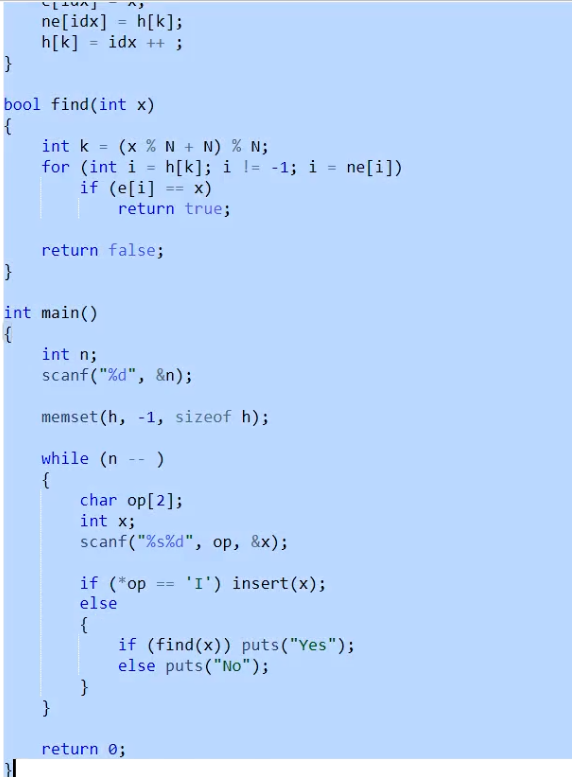 ne[idx] = h[k];
h[k] = idx ++ ;
}
bool find(int x)
{
int k = (x % N + N) % N;
for (int i = h[k]; i != -1; i = ne[i])
if (e[i] == x)
return true;
return false;
}
int main()
{
int n;
scanf("%d", &n);
memset(h, -1, sizeof h);
while (n -- )
{
char op[2];
int x;
scanf("%s%d", op, &x);
if (*op == 'I') insert(x);
else
{
if (find(x)) puts("Yes");
else puts("No");
}
}
return 0;
}